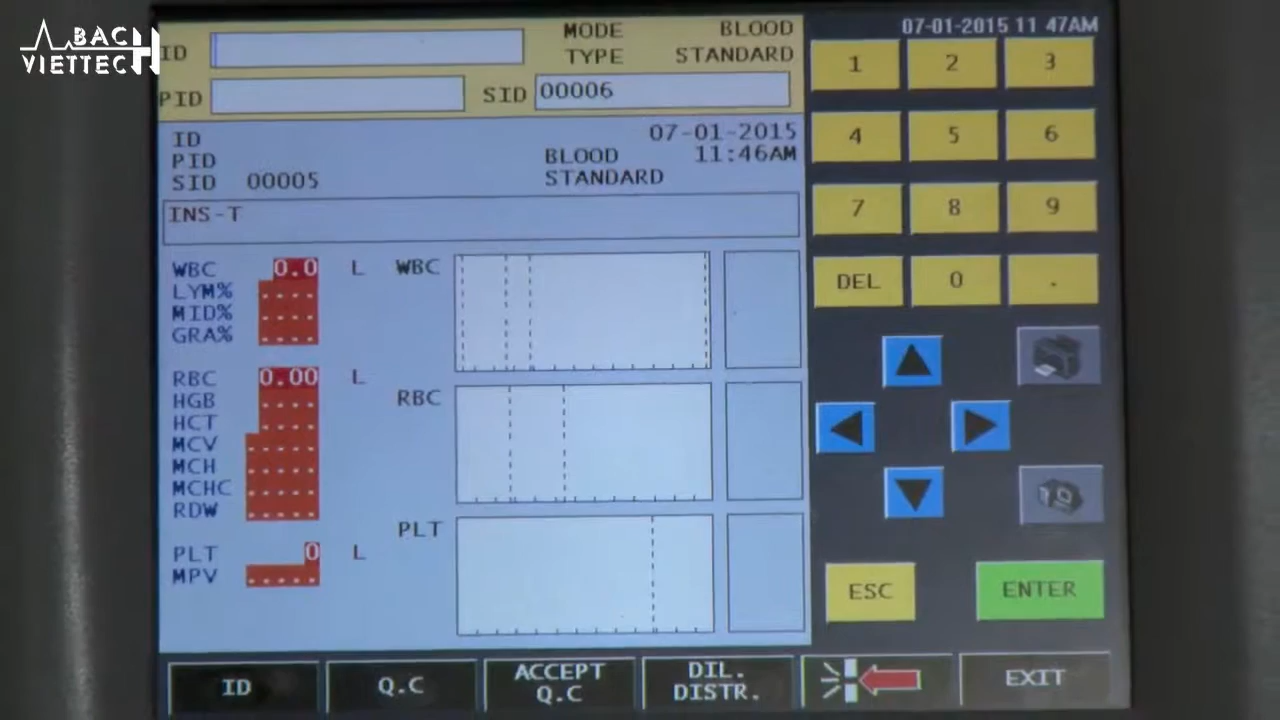 BACH
VIETTECH
07-01-2015 11 47AM
ID
MODE BLOOD
TYPE STANDARD
PID
SID 00006
ID 07-01-2015
PID BLOOD 11:46AM
SID 00005 STANDARD
INS-T
WBC 0.0 L WBC
LYM% ....
MID% ....
GRA% ....
RBC 0.00 L RBC
HGB ....
HCT ....
MCV .....
MCH .....
MCHC .....
RDW .....
PLT 0 L PLT
MPV .....
1 2 3
4 5 6
7 8 9
DEL 0 .
10
ESC ENTER
ID
Q.C
ACCEPT
Q.C
DIL.
DISTR.
EXIT